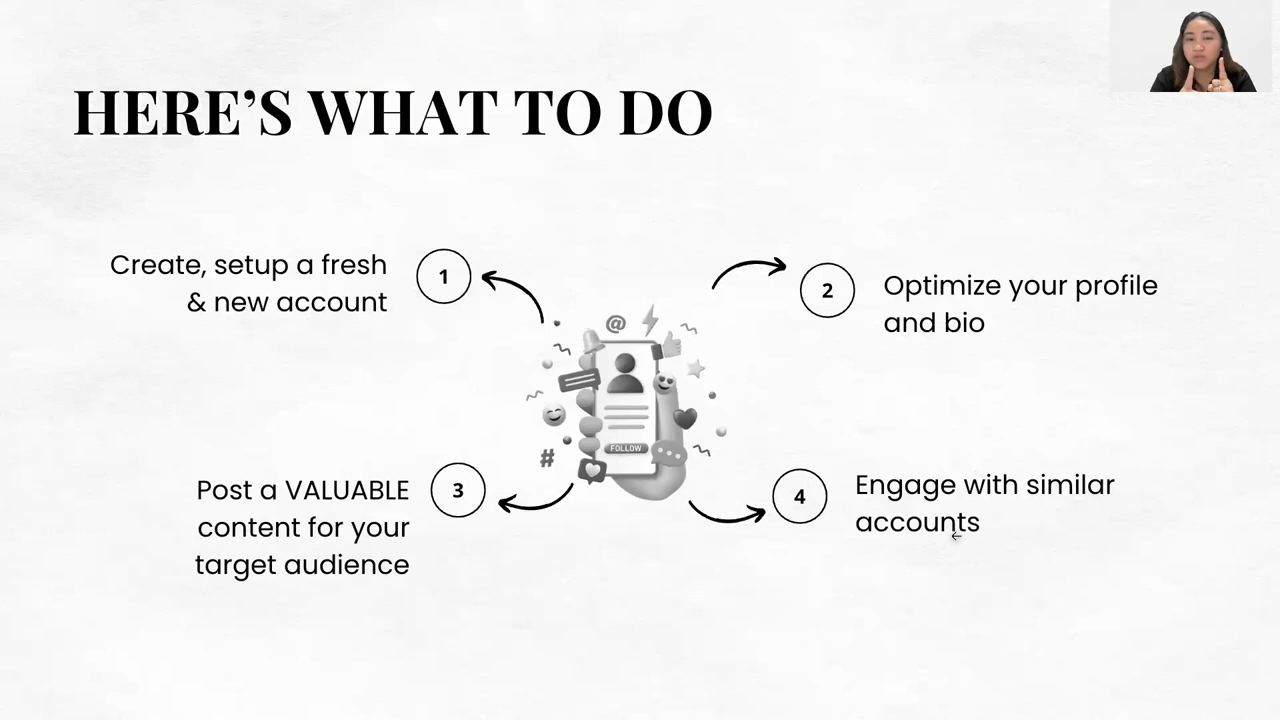 HERE'S WHAT TO DO
Create, setup a fresh
& new account
1
2
Optimize your profile
and bio
@
FOLLOW
#
Post a VALUABLE
content for your
target audience
3
4
Engage with similar
accounts